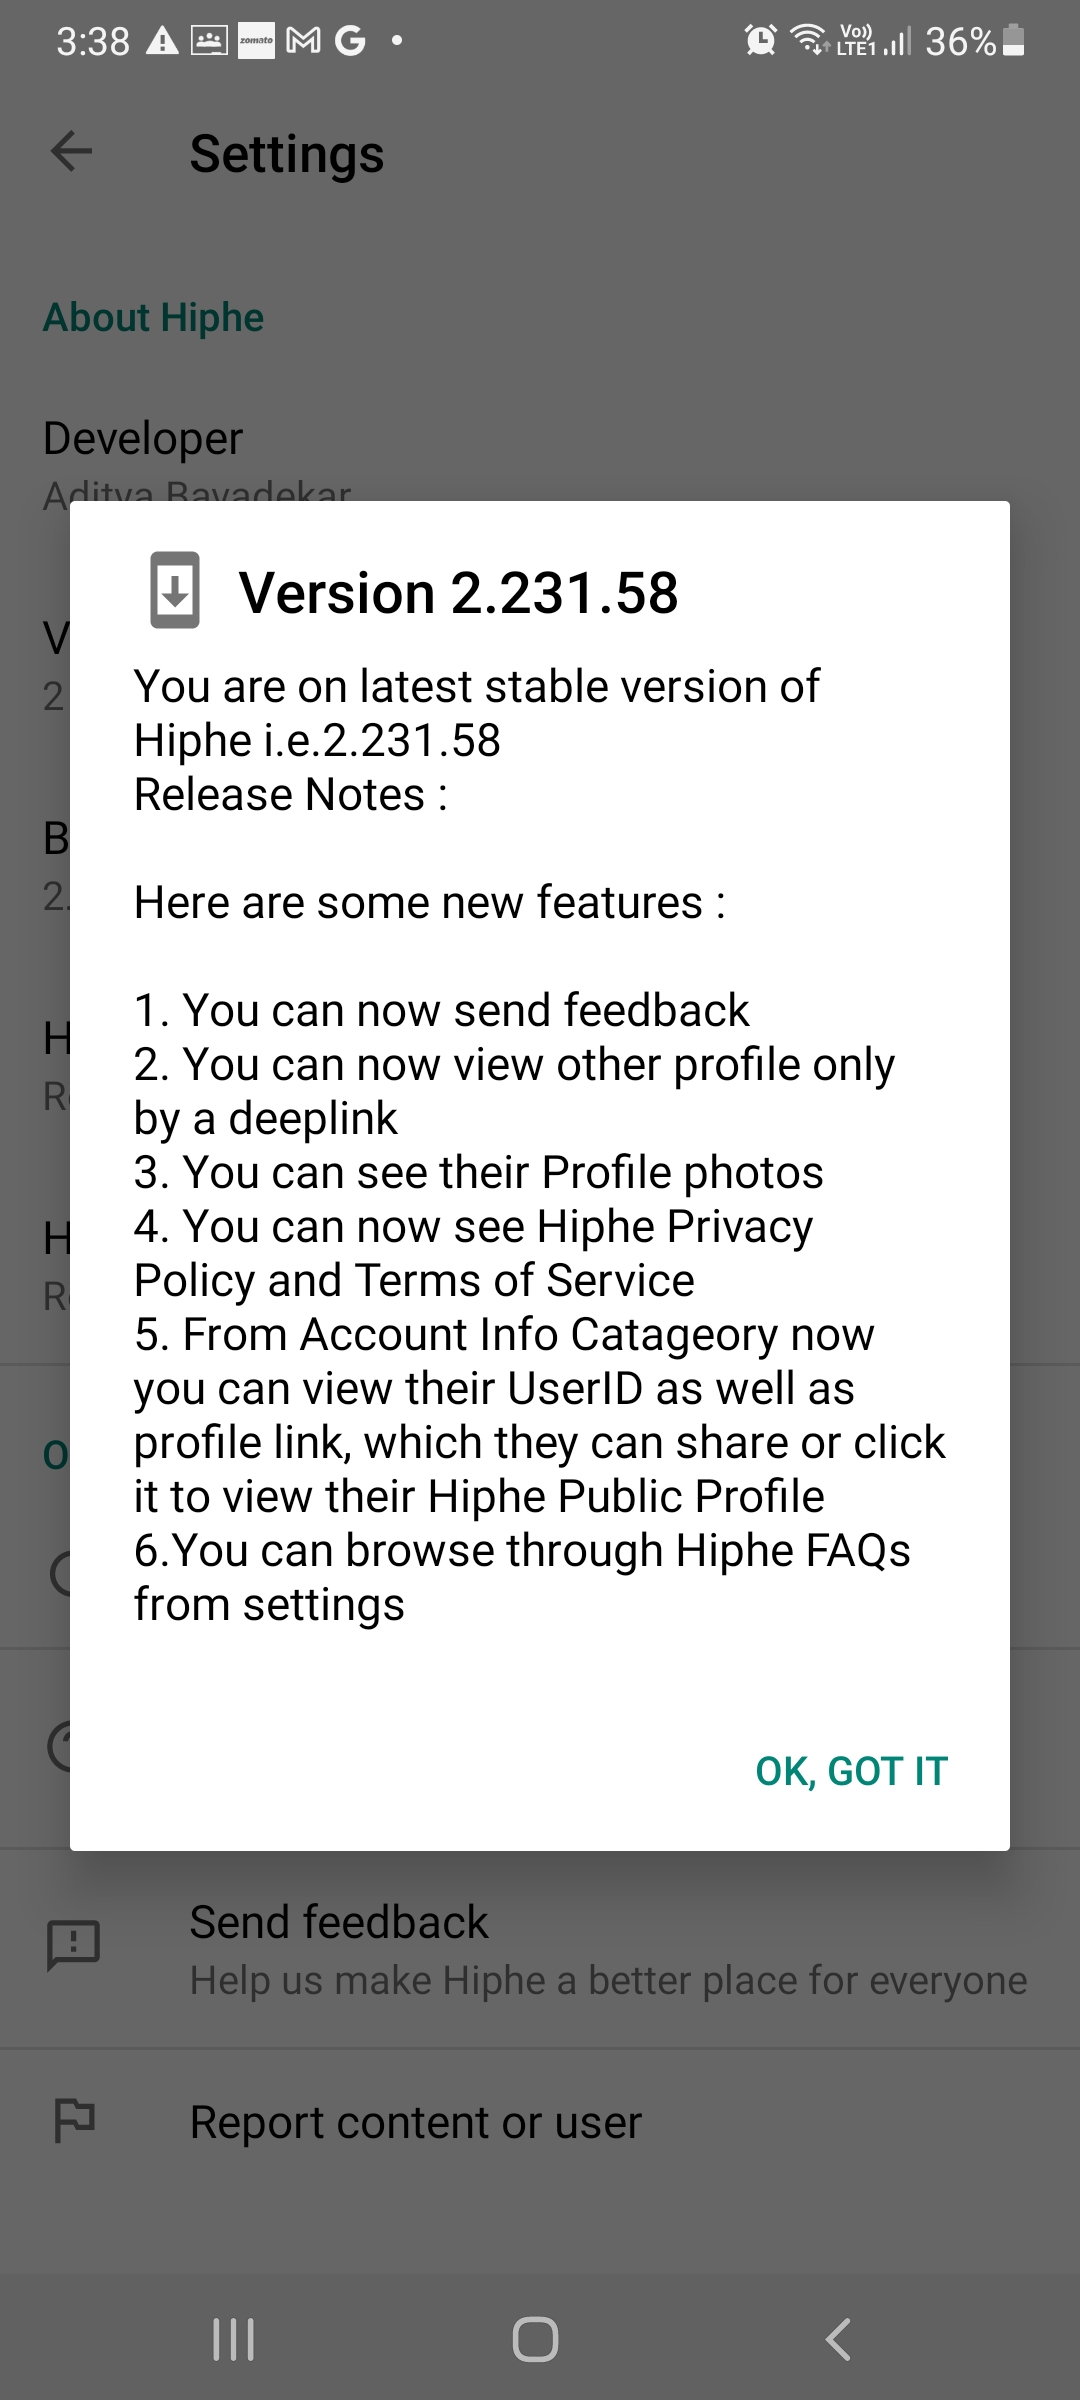 3:38 zomato M G Vo)) LTE1 36%
Settings
About Hiphe
Developer
Aditya Bavadekar
Version 2.231.58
You are on latest stable version of
Hiphe i.e.2.231.58
Release Notes :
Here are some new features :
1. You can now send feedback
2. You can now view other profile only
by a deeplink
3. You can see their Profile photos
4. You can now see Hiphe Privacy
Policy and Terms of Service
5. From Account Info Catageory now
you can view their UserID as well as
profile link, which they can share or click
it to view their Hiphe Public Profile
6.You can browse through Hiphe FAQs
from settings
OK, GOT IT
Send feedback
Help us make Hiphe a better place for everyone
Report content or user